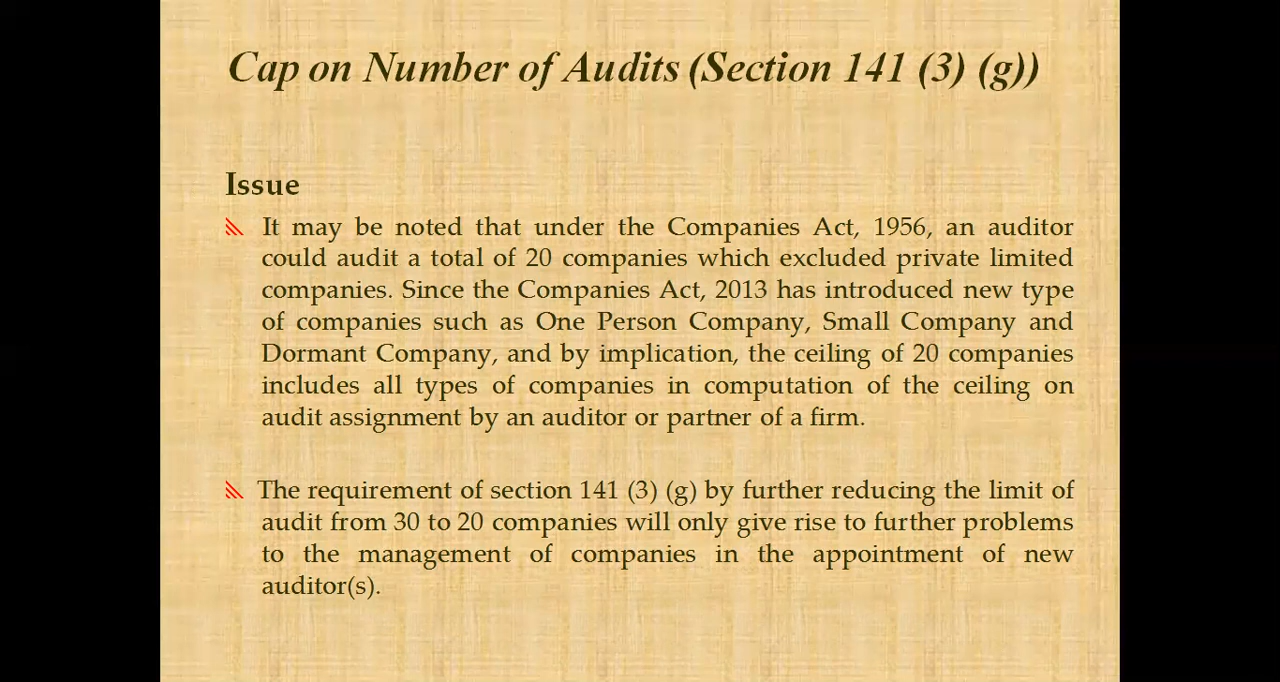 Cap on Number of Audits (Section 141 (3) (g))
Issue
It may be noted that under the Companies Act, 1956, an auditor
could audit a total of 20 companies which excluded private limited
companies. Since the Companies Act, 2013 has introduced new type
of companies such as One Person Company, Small Company and
Dormant Company, and by implication, the ceiling of 20 companies
includes all types of companies in computation of the ceiling on
audit assignment by an auditor or partner of a firm.
The requirement of section 141 (3) (g) by further reducing the limit of
audit from 30 to 20 companies will only give rise to further problems
to the management of companies in the appointment of new
auditor(s).